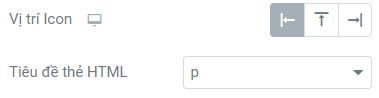 Vị trí Icon
Tiêu đề thẻ HTML
p